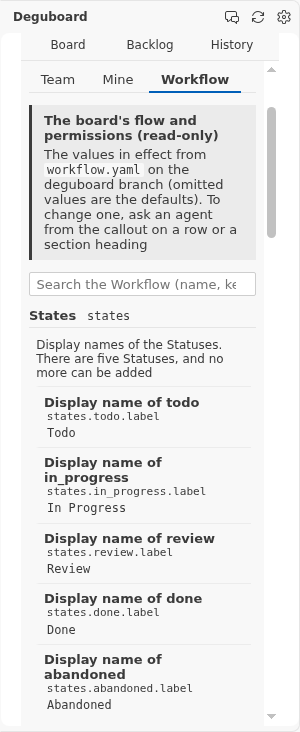 Deguboard
Board Backlog History
Team Mine Workflow
The board's flow and
permissions (read-only)
The values in effect from
workflow.yaml on the
deguboard branch (omitted
values are the defaults). To
change one, ask an agent
from the callout on a row or a
section heading
Search the Workflow (name, ke
States states
Display names of the Statuses.
There are five Statuses, and no
more can be added
Display name of todo
states.todo.label
Todo
Display name of
in_progress
states.in_progress.label
In Progress
Display name of review
states.review.label
Review
Display name of done
states.done.label
Done
Display name of
abandoned
states.abandoned.label
Abandoned